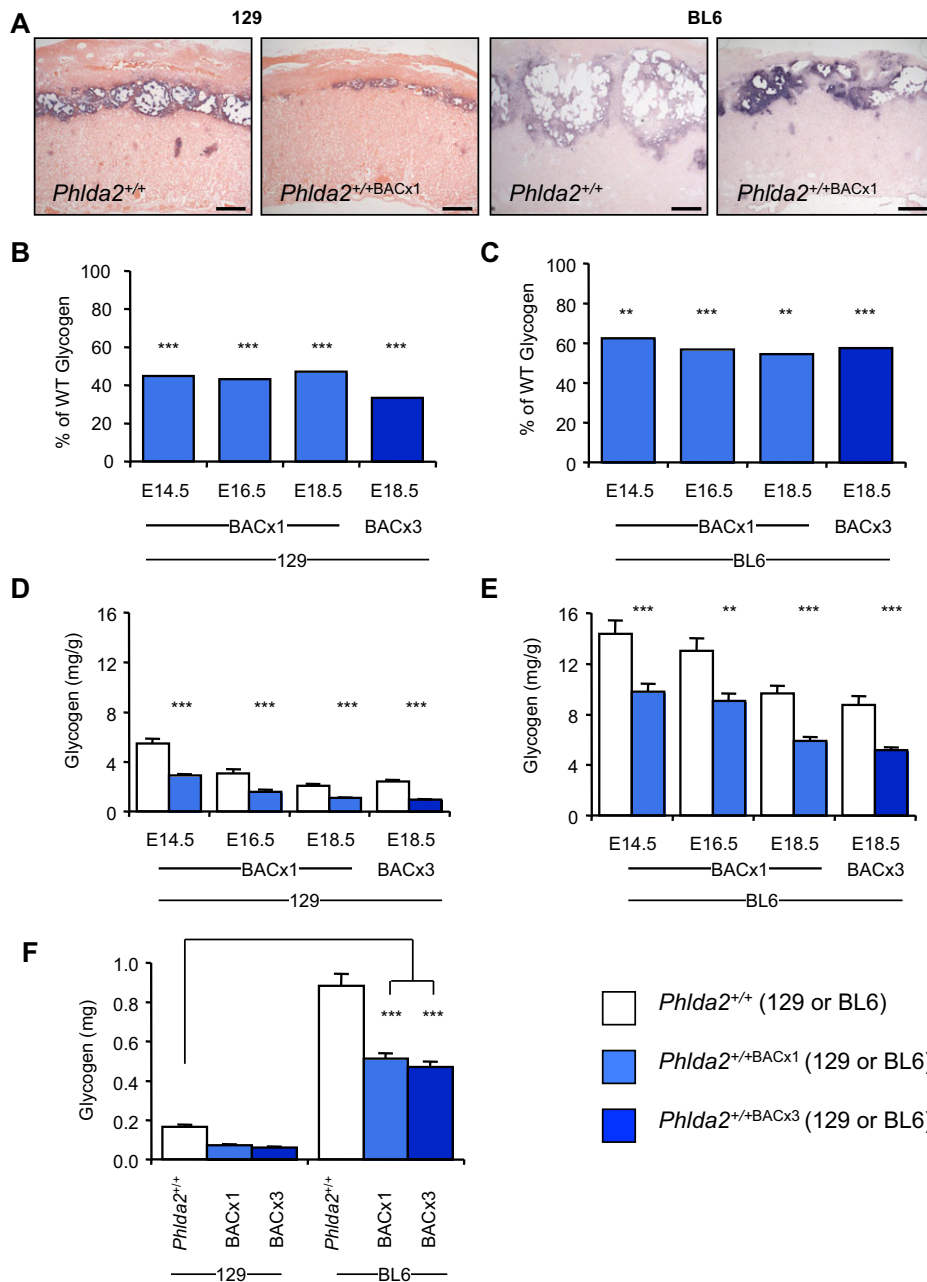 A
129
BL6
Phlda2+/+
Phlda2+/+BACx1
Phlda2+/+
Phlda2+/+BACx1
B
% of WT Glycogen
100
80
60
40
20
0
*** *** *** ***
E14.5 E16.5 E18.5 E18.5
BACx1 BACx3
129
C
% of WT Glycogen
100
80
60
40
20
0
** *** ** ***
E14.5 E16.5 E18.5 E18.5
BACx1 BACx3
BL6
D
Glycogen (mg/g)
16
12
8
4
0
*** *** *** ***
E14.5 E16.5 E18.5 E18.5
BACx1 BACx3
129
E
Glycogen (mg/g)
16
12
8
4
0
*** ** *** ***
E14.5 E16.5 E18.5 E18.5
BACx1 BACx3
BL6
F
Glycogen (mg)
1.0
0.8
0.6
0.4
0.2
0.0
*** ***
Phlda2+/+ BACx1 BACx3 Phlda2+/+ BACx1 BACx3
129 BL6
Phlda2+/+ (129 or BL6)
Phlda2+/+BACx1 (129 or BL6)
Phlda2+/+BACx3 (129 or BL6)